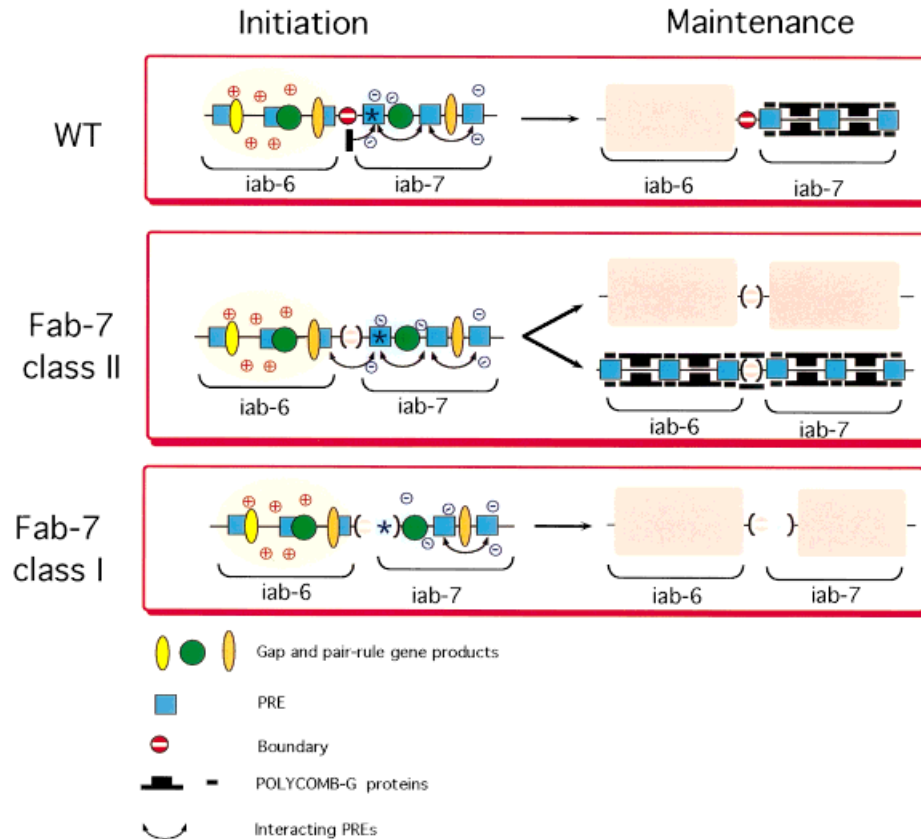 Initiation Maintenance
WT
iab-6 iab-7 iab-6 iab-7
Fab-7
class II
iab-6 iab-7 iab-6 iab-7
Fab-7
class I
iab-6 iab-7 iab-6 iab-7
Gap and pair-rule gene products
PRE
Boundary
POLYCOMB-G proteins
Interacting PREs